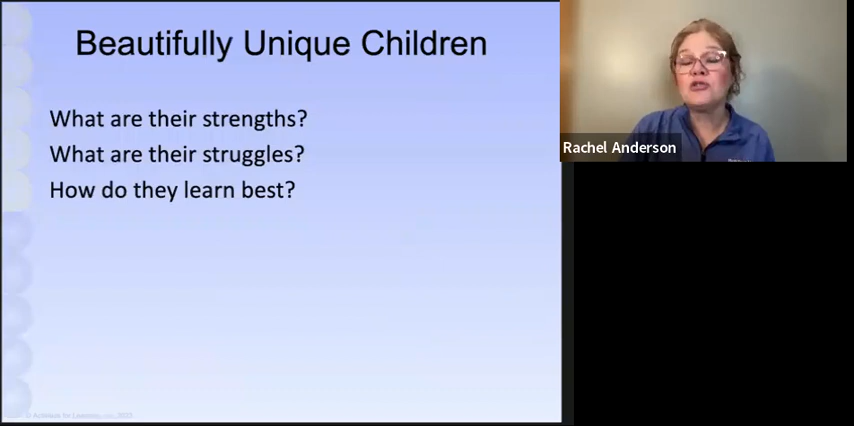 Beautifully Unique Children
Rachel Anderson
What are their strengths?
What are their struggles?
How do they learn best?